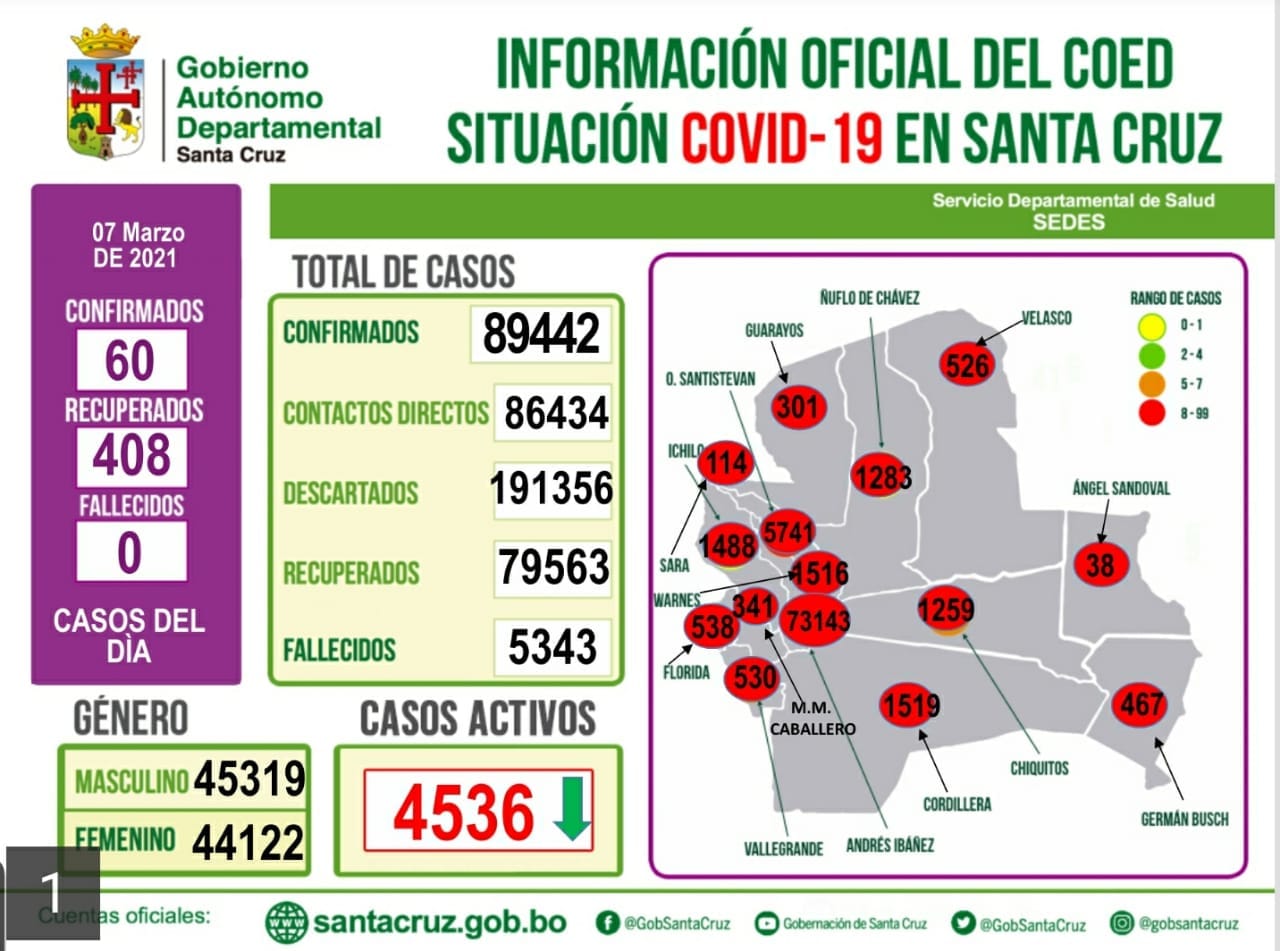 Gobierno
Autónomo
Departamental
Santa Cruz
INFORMACIÓN OFICIAL DEL COED
SITUACIÓN COVID-19 EN SANTA CRUZ
Servicio Departamental de Salud
SEDES
07 Marzo
DE 2021
CONFIRMADOS
60
RECUPERADOS
408
FALLECIDOS
0
CASOS DEL
DÌA
TOTAL DE CASOS
CONFIRMADOS 89442
CONTACTOS DIRECTOS 86434
DESCARTADOS 191356
RECUPERADOS 79563
FALLECIDOS 5343
GÉNERO
MASCULINO 45319
FEMENINO 44122
CASOS ACTIVOS
4536
RANGO DE CASOS
0 - 1
2 - 4
5 - 7
8 - 99
ÑUFLO DE CHÁVEZ
VELASCO
GUARAYOS
526
O. SANTISTEVAN
301
ICHILO
114
1283
ÁNGEL SANDOVAL
5741
1488
38
SARA
1516
WARNES
341
1259
538
73143
FLORIDA
530
M.M.
CABALLERO
1519
467
CHIQUITOS
CORDILLERA
GERMÁN BUSCH
VALLEGRANDE
ANDRÉS IBÁÑEZ
1
Cuentas oficiales:
www
santacruz.gob.bo
@GobSantaCruz
Gobernación de Santa Cruz
@GobSantaCruz
@gobsantacruz